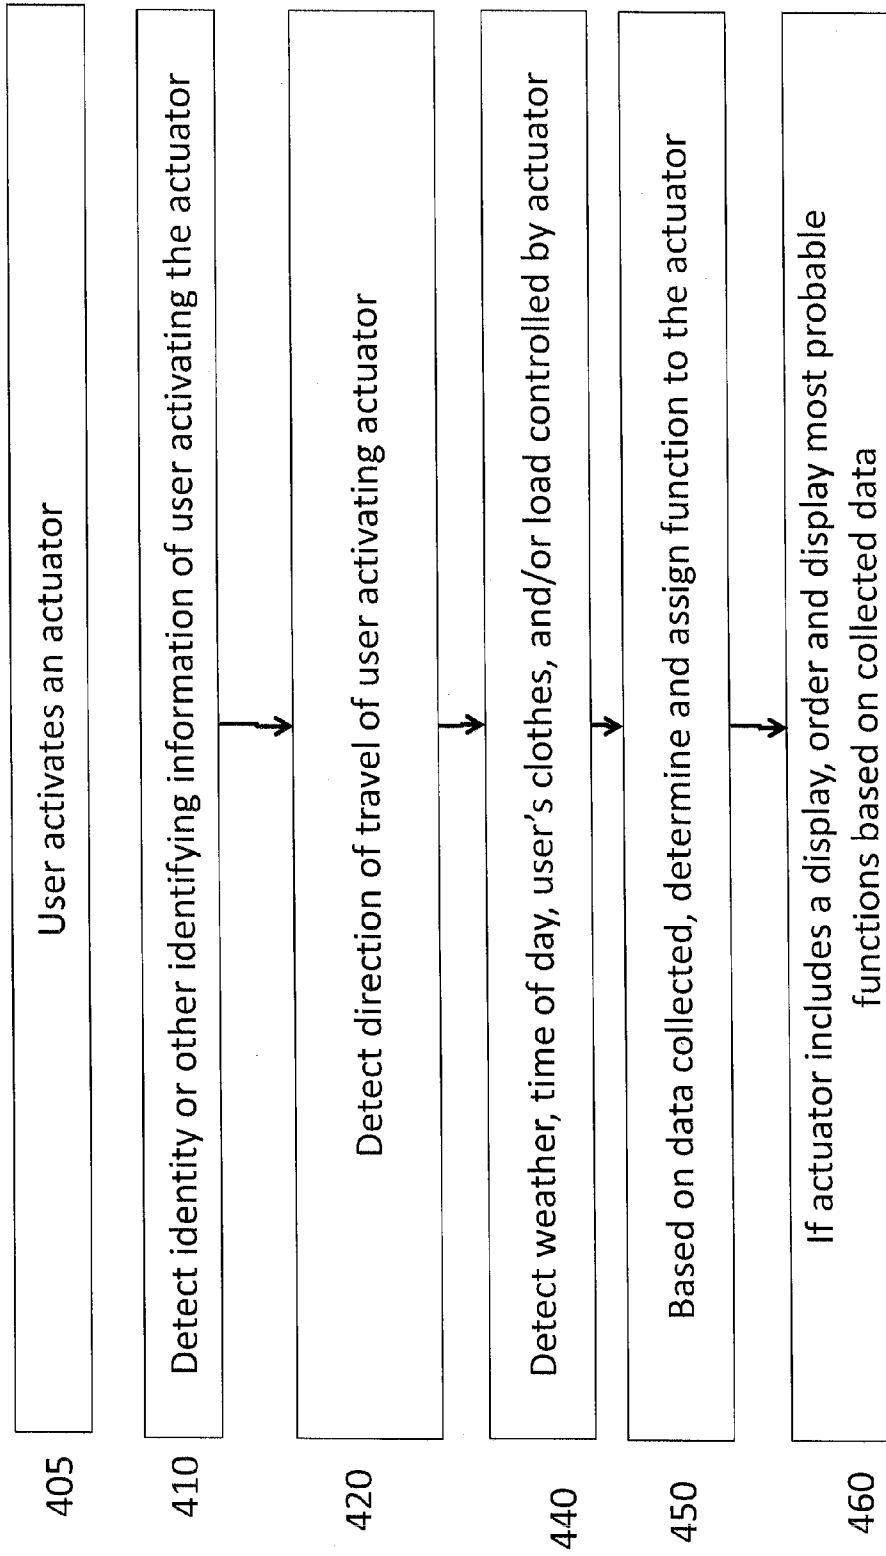 405
User activates an actuator
410
Detect identity or other identifying information of user activating the actuator
420
Detect direction of travel of user activating actuator
440
Detect weather, time of day, user's clothes, and/or load controlled by actuator
450
Based on data collected, determine and assign function to the actuator
460
If actuator includes a display, order and display most probable
functions based on collected data